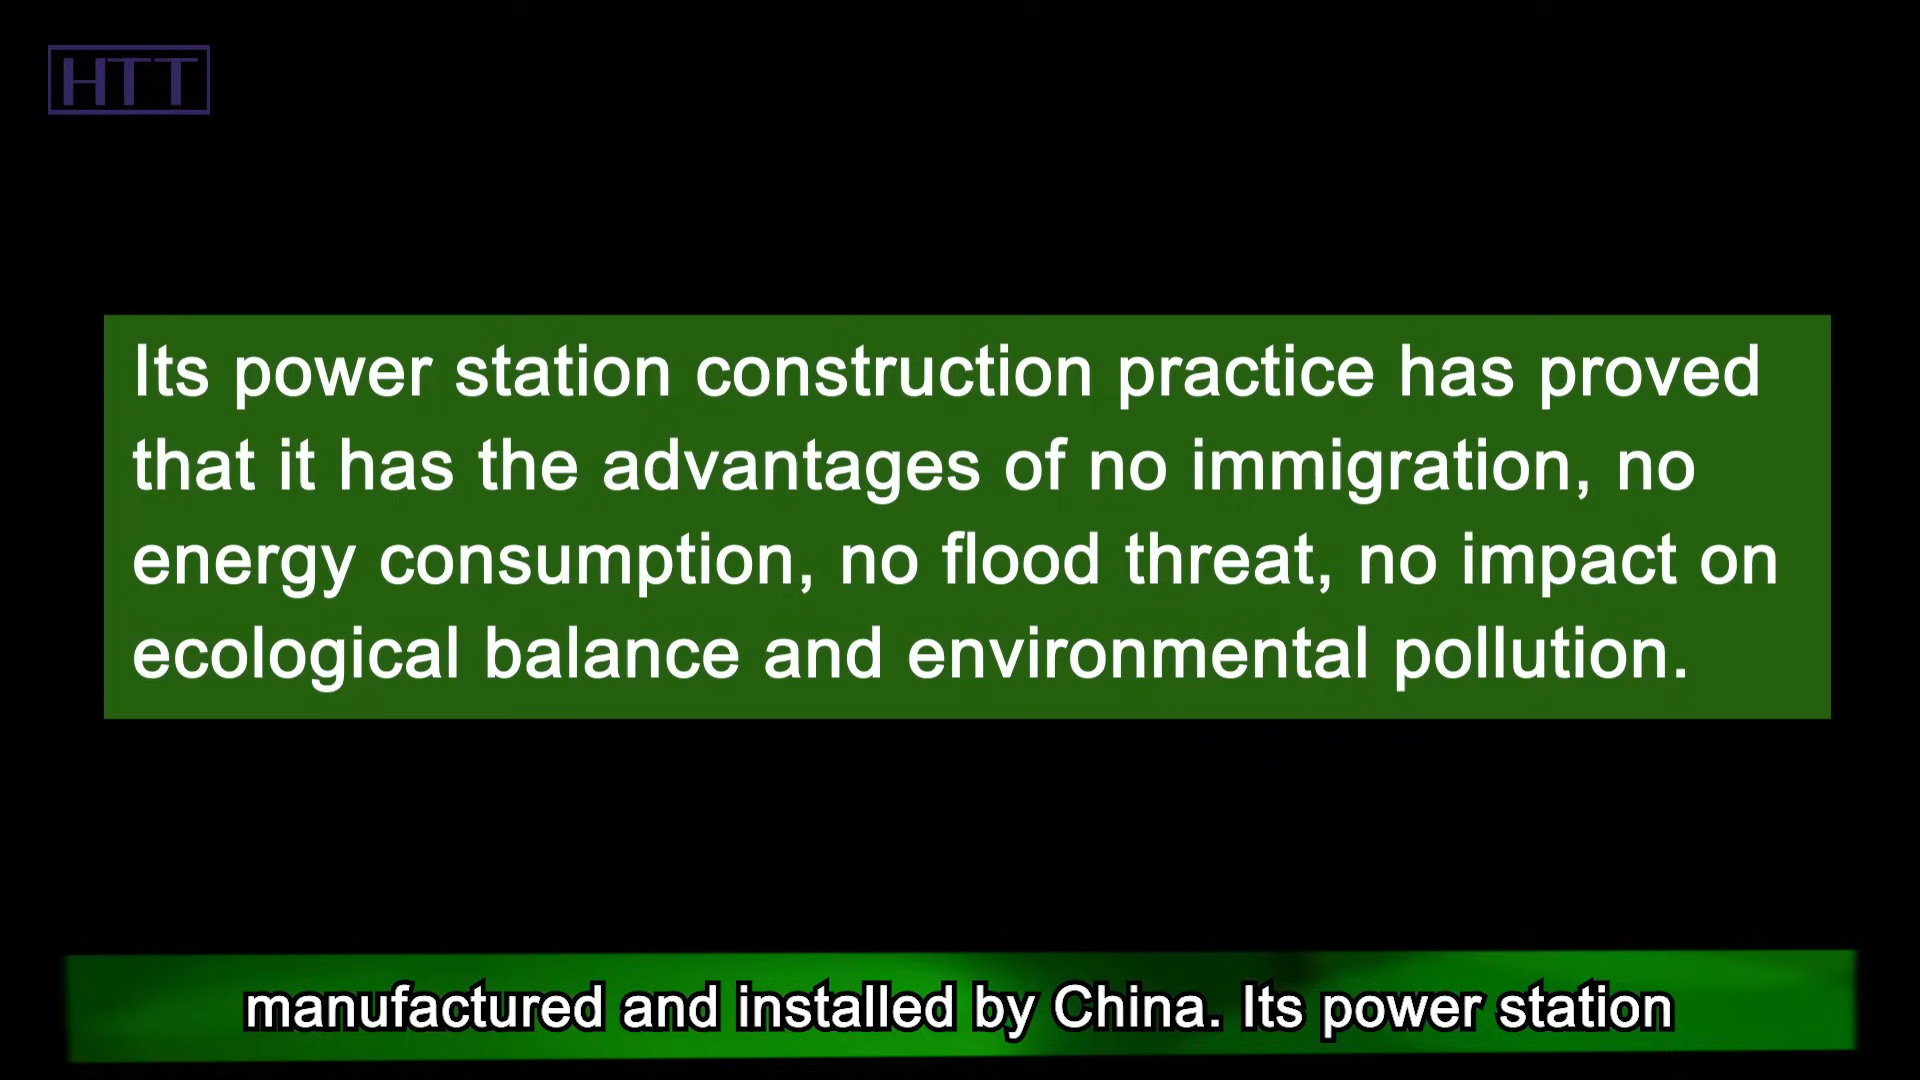 HTT
Its power station construction practice has proved
that it has the advantages of no immigration, no
energy consumption, no flood threat, no impact on
ecological balance and environmental pollution.
manufactured and installed by China. Its power station